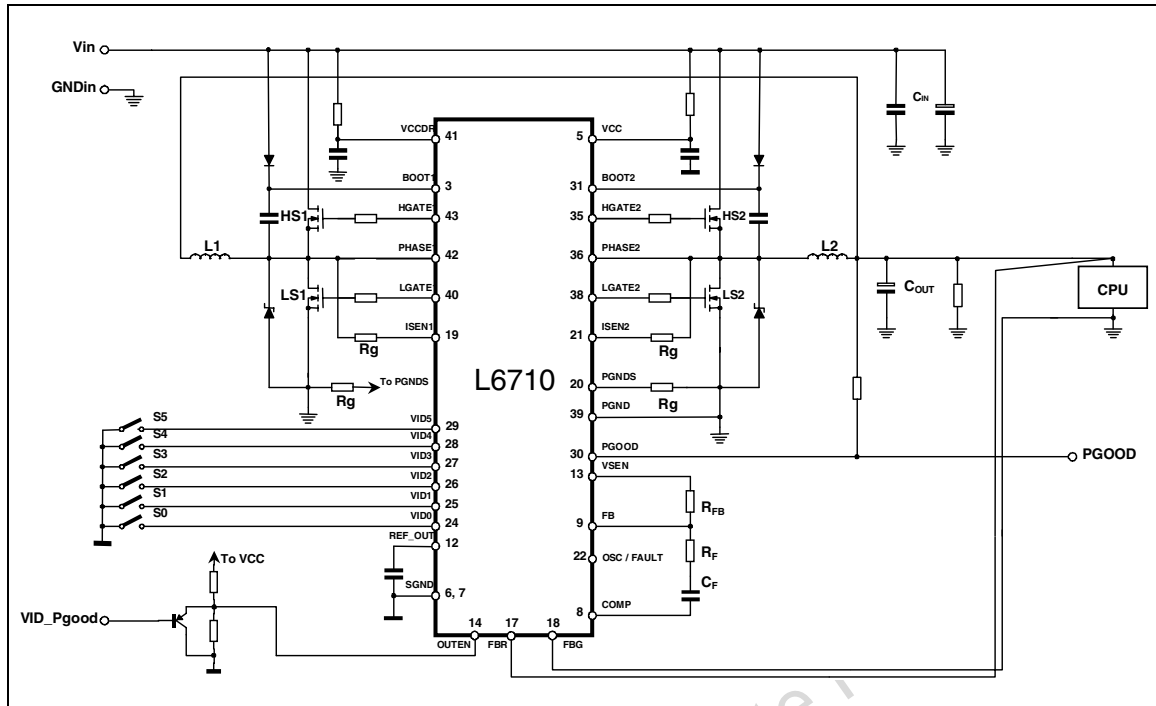 Vin
GNDin
CIN
VCCDR
41
5
VCC
BOOT1
3
31
BOOT2
HS1
HGATE1
43
35
HGATE2
HS2
L1
PHASE1
42
36
PHASE2
L2
LS1
LGATE1
40
38
LGATE2
LS2
COUT
CPU
ISEN1
19
21
ISEN2
Rg
Rg
L6710
To PGNDS
Rg
20
PGNDS
Rg
39
PGND
S5
VID5
29
S4
VID4
28
S3
VID3
27
S2
VID2
26
S1
VID1
25
S0
VID0
24
30
PGOOD
PGOOD
13
VSEN
RFB
9
FB
REF_OUT
12
22
OSC / FAULT
RF
CF
To VCC
SGND
6, 7
8
COMP
VID_Pgood
14
17
18
OUTEN
FBR
FBG